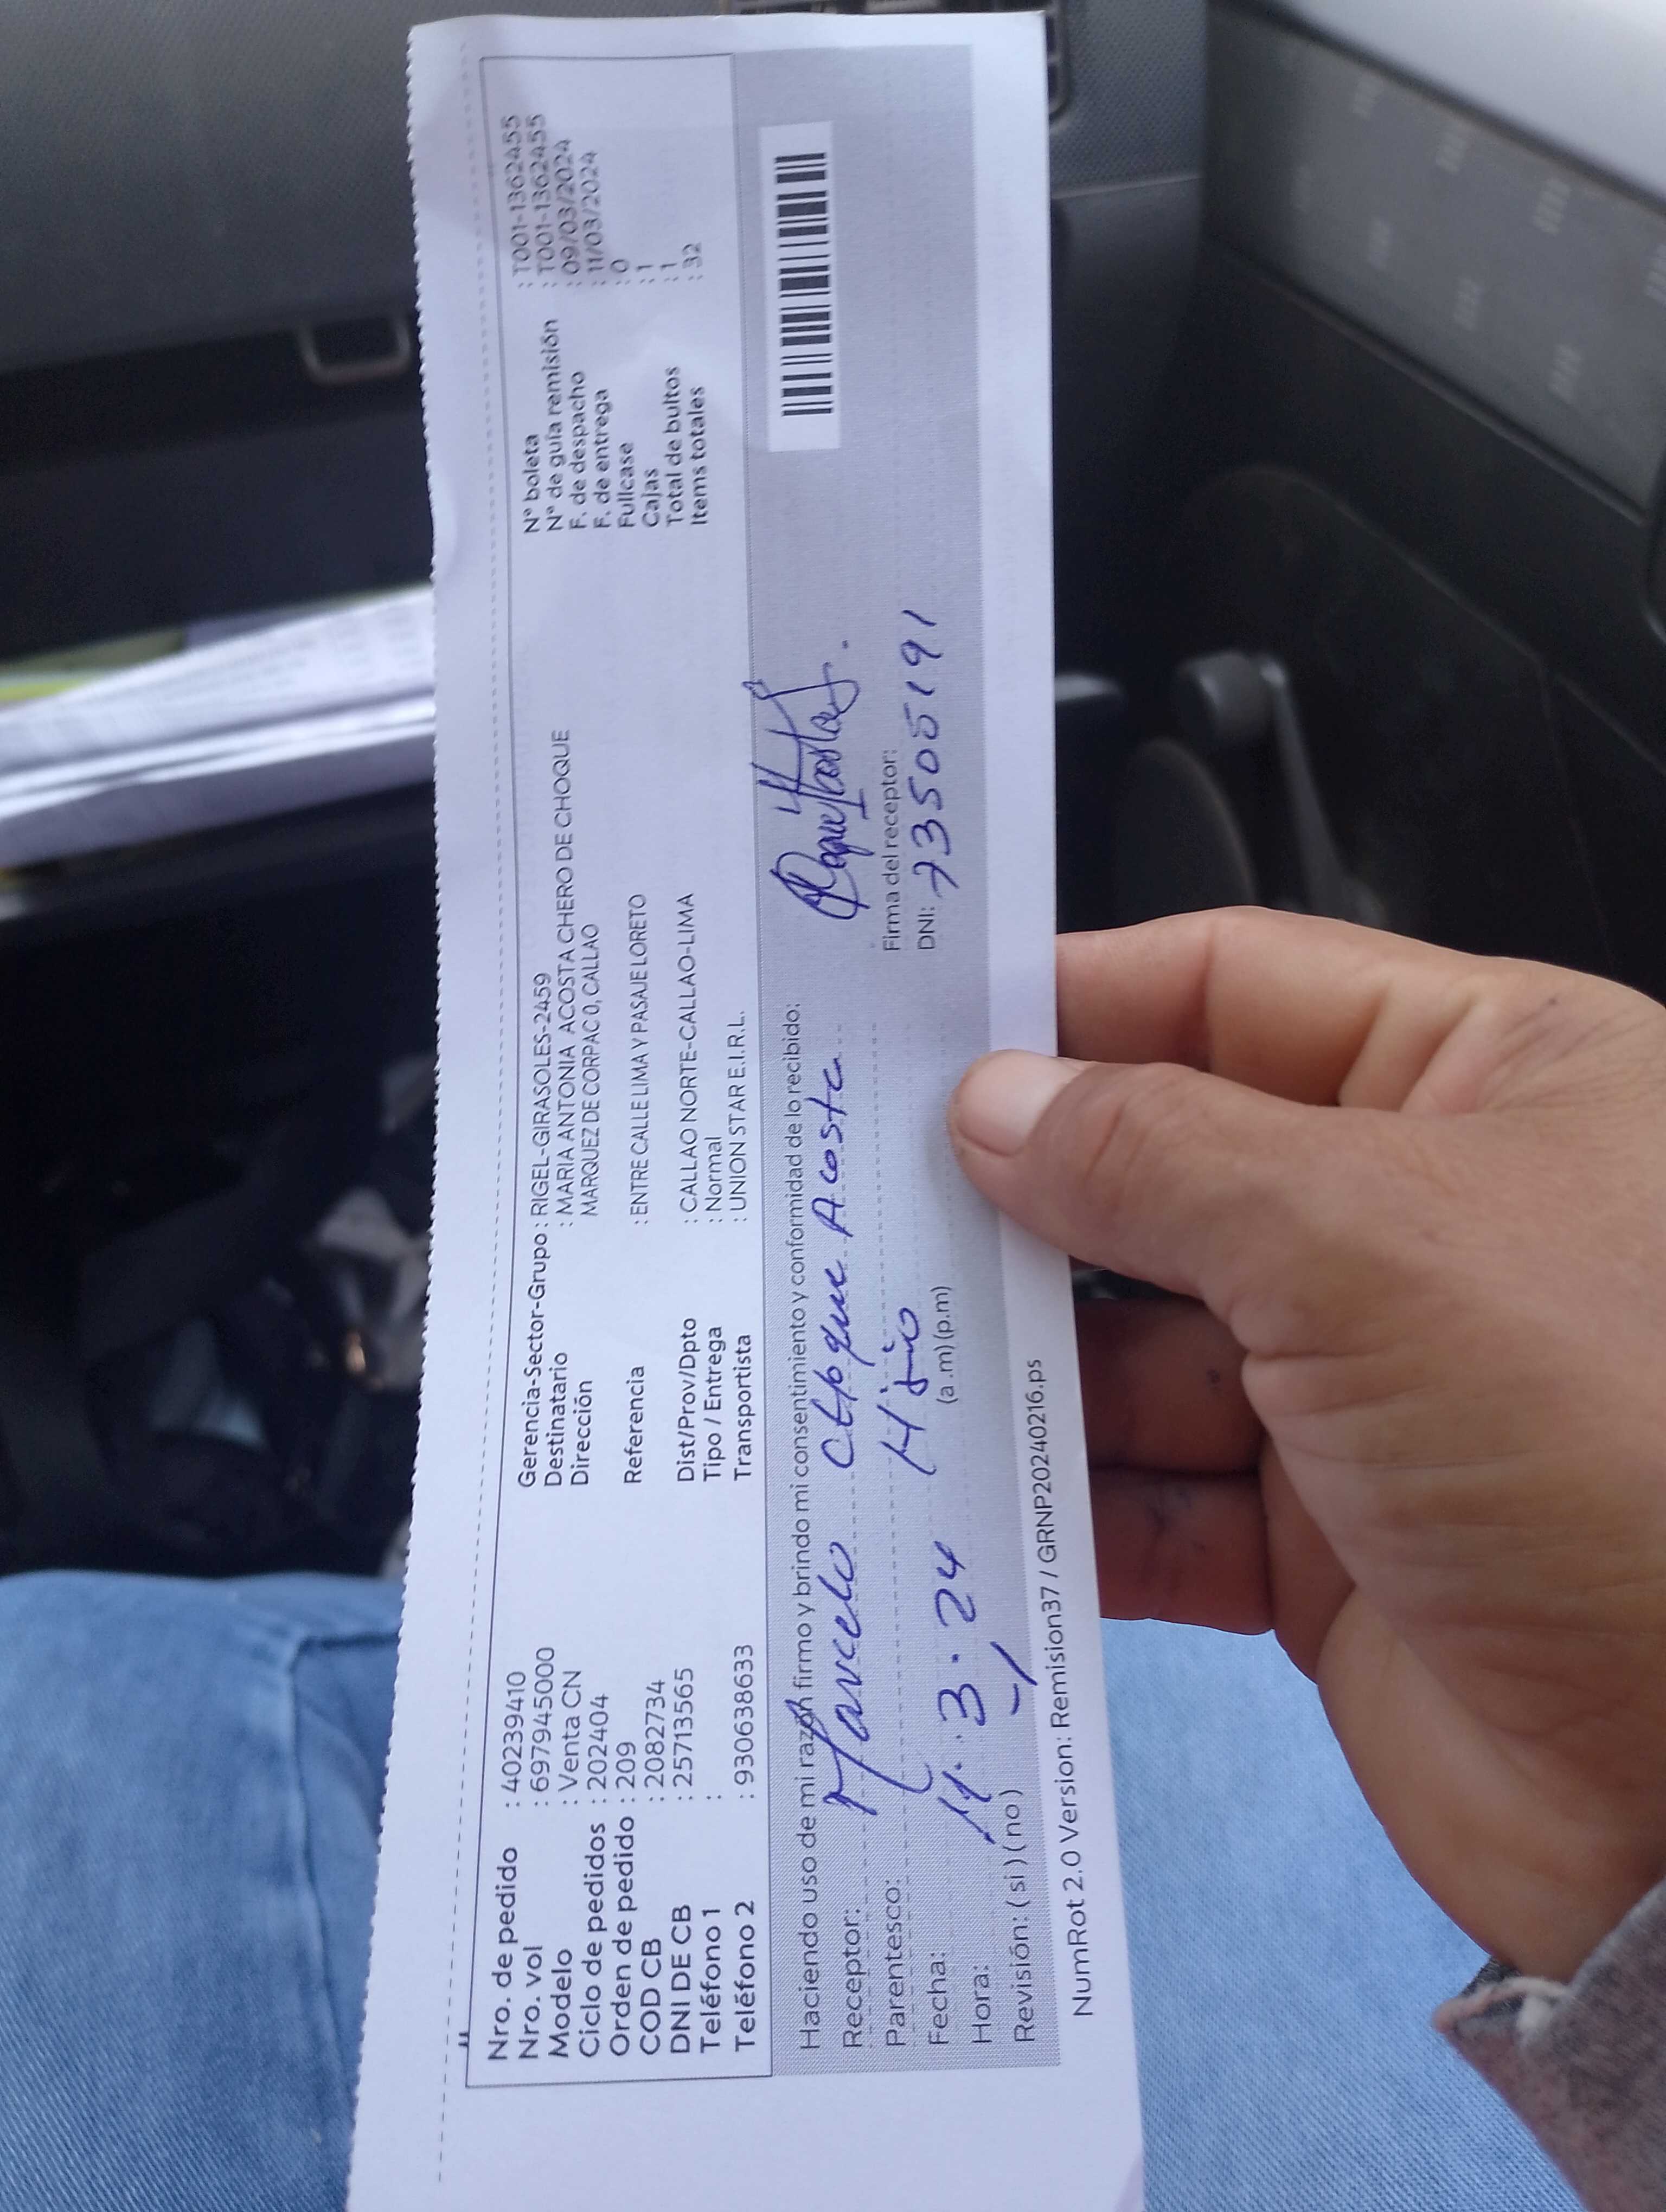 Nro. de pedido : 40239410
Nro. vol : 697945000
Modelo : Venta CN
Ciclo de pedidos : 202404
Orden de pedido : 209
COD CB : 2082734
DNI DE CB : 25713565
Teléfono 1 :
Teléfono 2 : 930638633
Gerencia-Sector-Grupo : RIGEL-GIRASOLES-2459
Destinatario : MARIA ANTONIA ACOSTA CHERO DE CHOQUE
Dirección MARQUEZ DE CORPAC 0, CALLAO
Referencia : ENTRE CALLE LIMA Y PASAJE LORETO
Dist/Prov/Dpto : CALLAO NORTE-CALLAO-LIMA
Tipo / Entrega : Normal
Transportista : UNION STAR E.I.R.L.
N° boleta : T001-1362455
N° de guía remisión : T001-1362455
F. de despacho : 09/03/2024
F. de entrega : 11/03/2024
Fullcase : 0
Cajas : 1
Total de bultos : 1
Items totales : 32
Haciendo uso de mi razón firmo y brindo mi consentimiento y conformidad de lo recibido:
Receptor: Marcelo Choque Acosta
Parentesco: Hijo
Fecha: 11.3.24
Hora: (a.m)(p.m)
Revisión: (si)(no)
Firma del receptor:
DNI: 73505191
NumRot 2.0 Version: Remision37 / GRNP20240216.ps